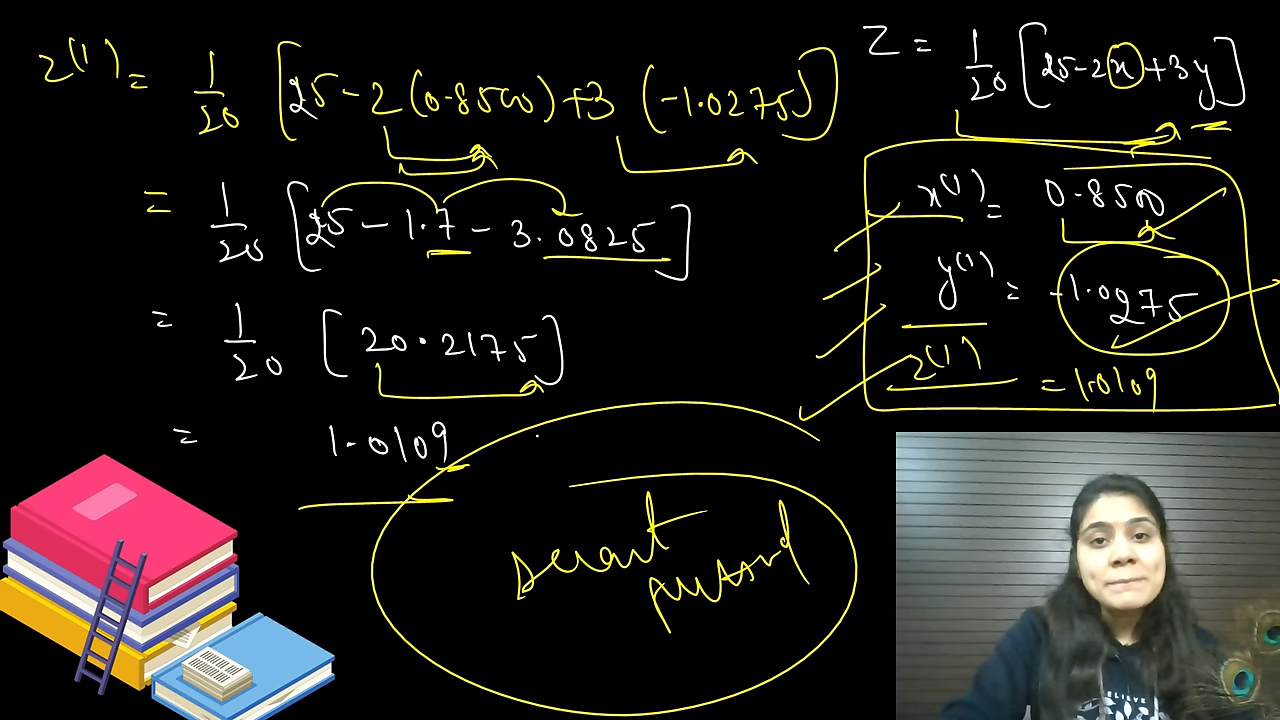 z⁽¹⁾ = 1/20 [25 - 2(0.8500) + 3(-1.0275)]
= 1/20 [25 - 1.7 - 3.0825]
= 1/20 [20.2175]
= 1.0109
secant
Z = 1/20 [25 - 2x + 3y]
x⁽¹⁾ = 0.8500
y⁽¹⁾ = -1.0275
z⁽¹⁾ = 1.0109